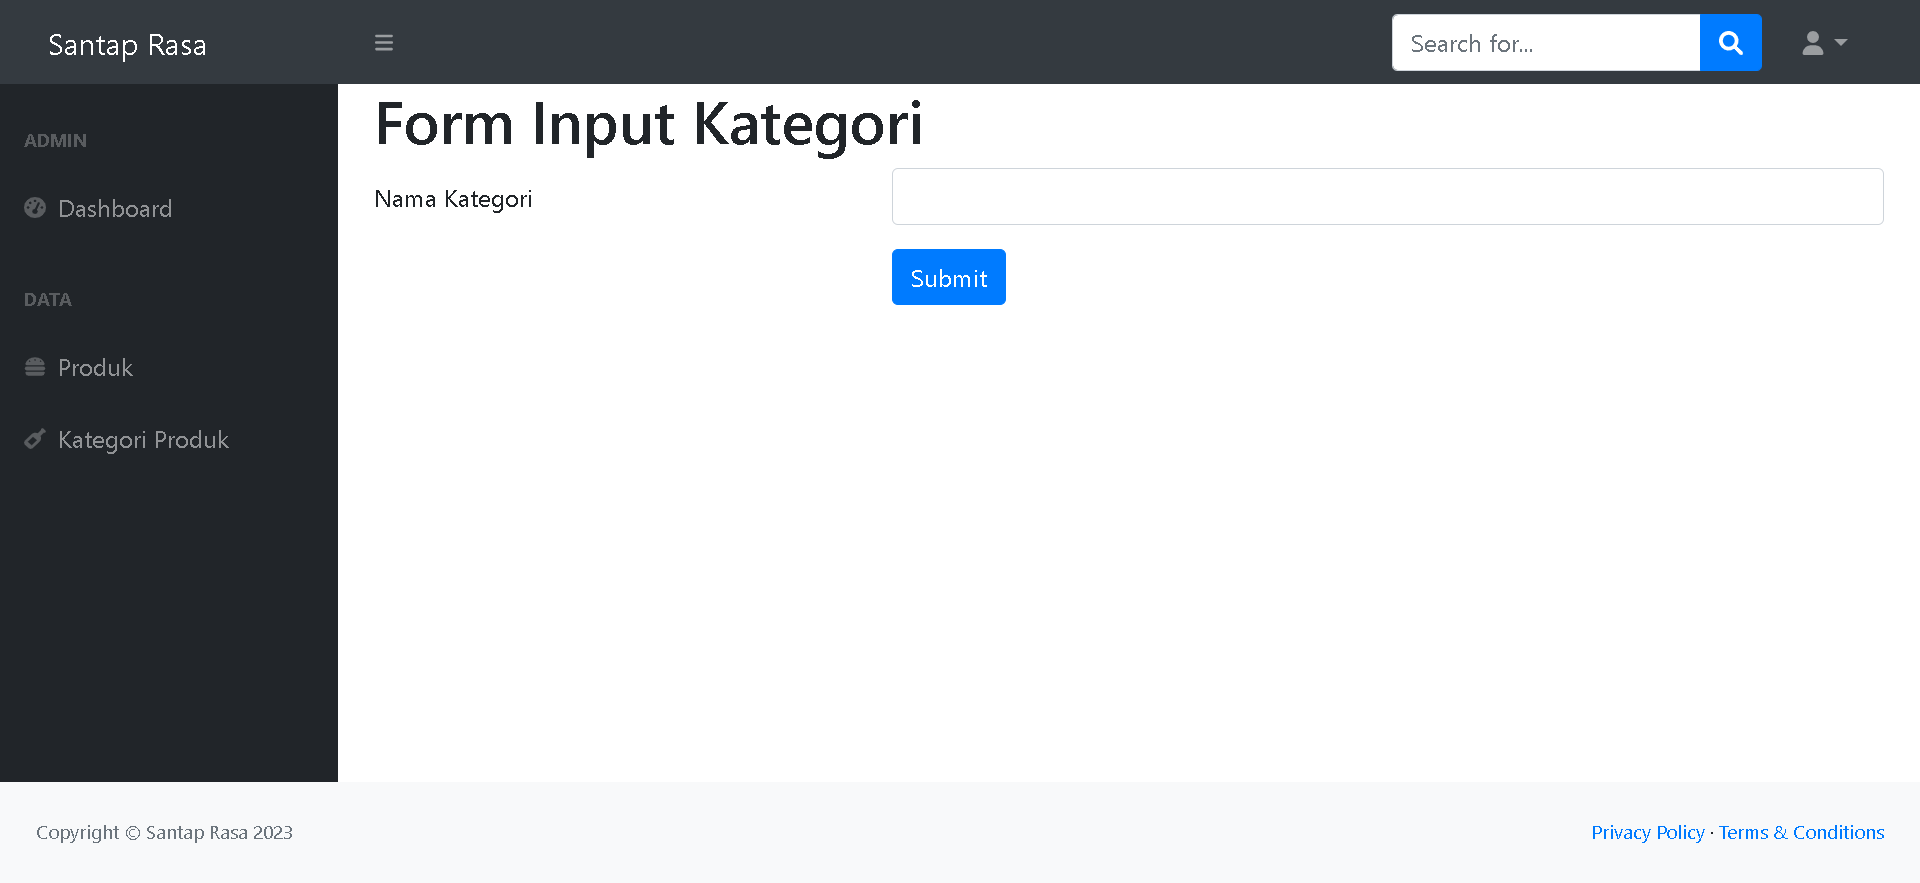 Santap Rasa
Search for...
ADMIN
Dashboard
DATA
Produk
Kategori Produk
Form Input Kategori
Nama Kategori
Submit
Copyright © Santap Rasa 2023
Privacy Policy · Terms & Conditions